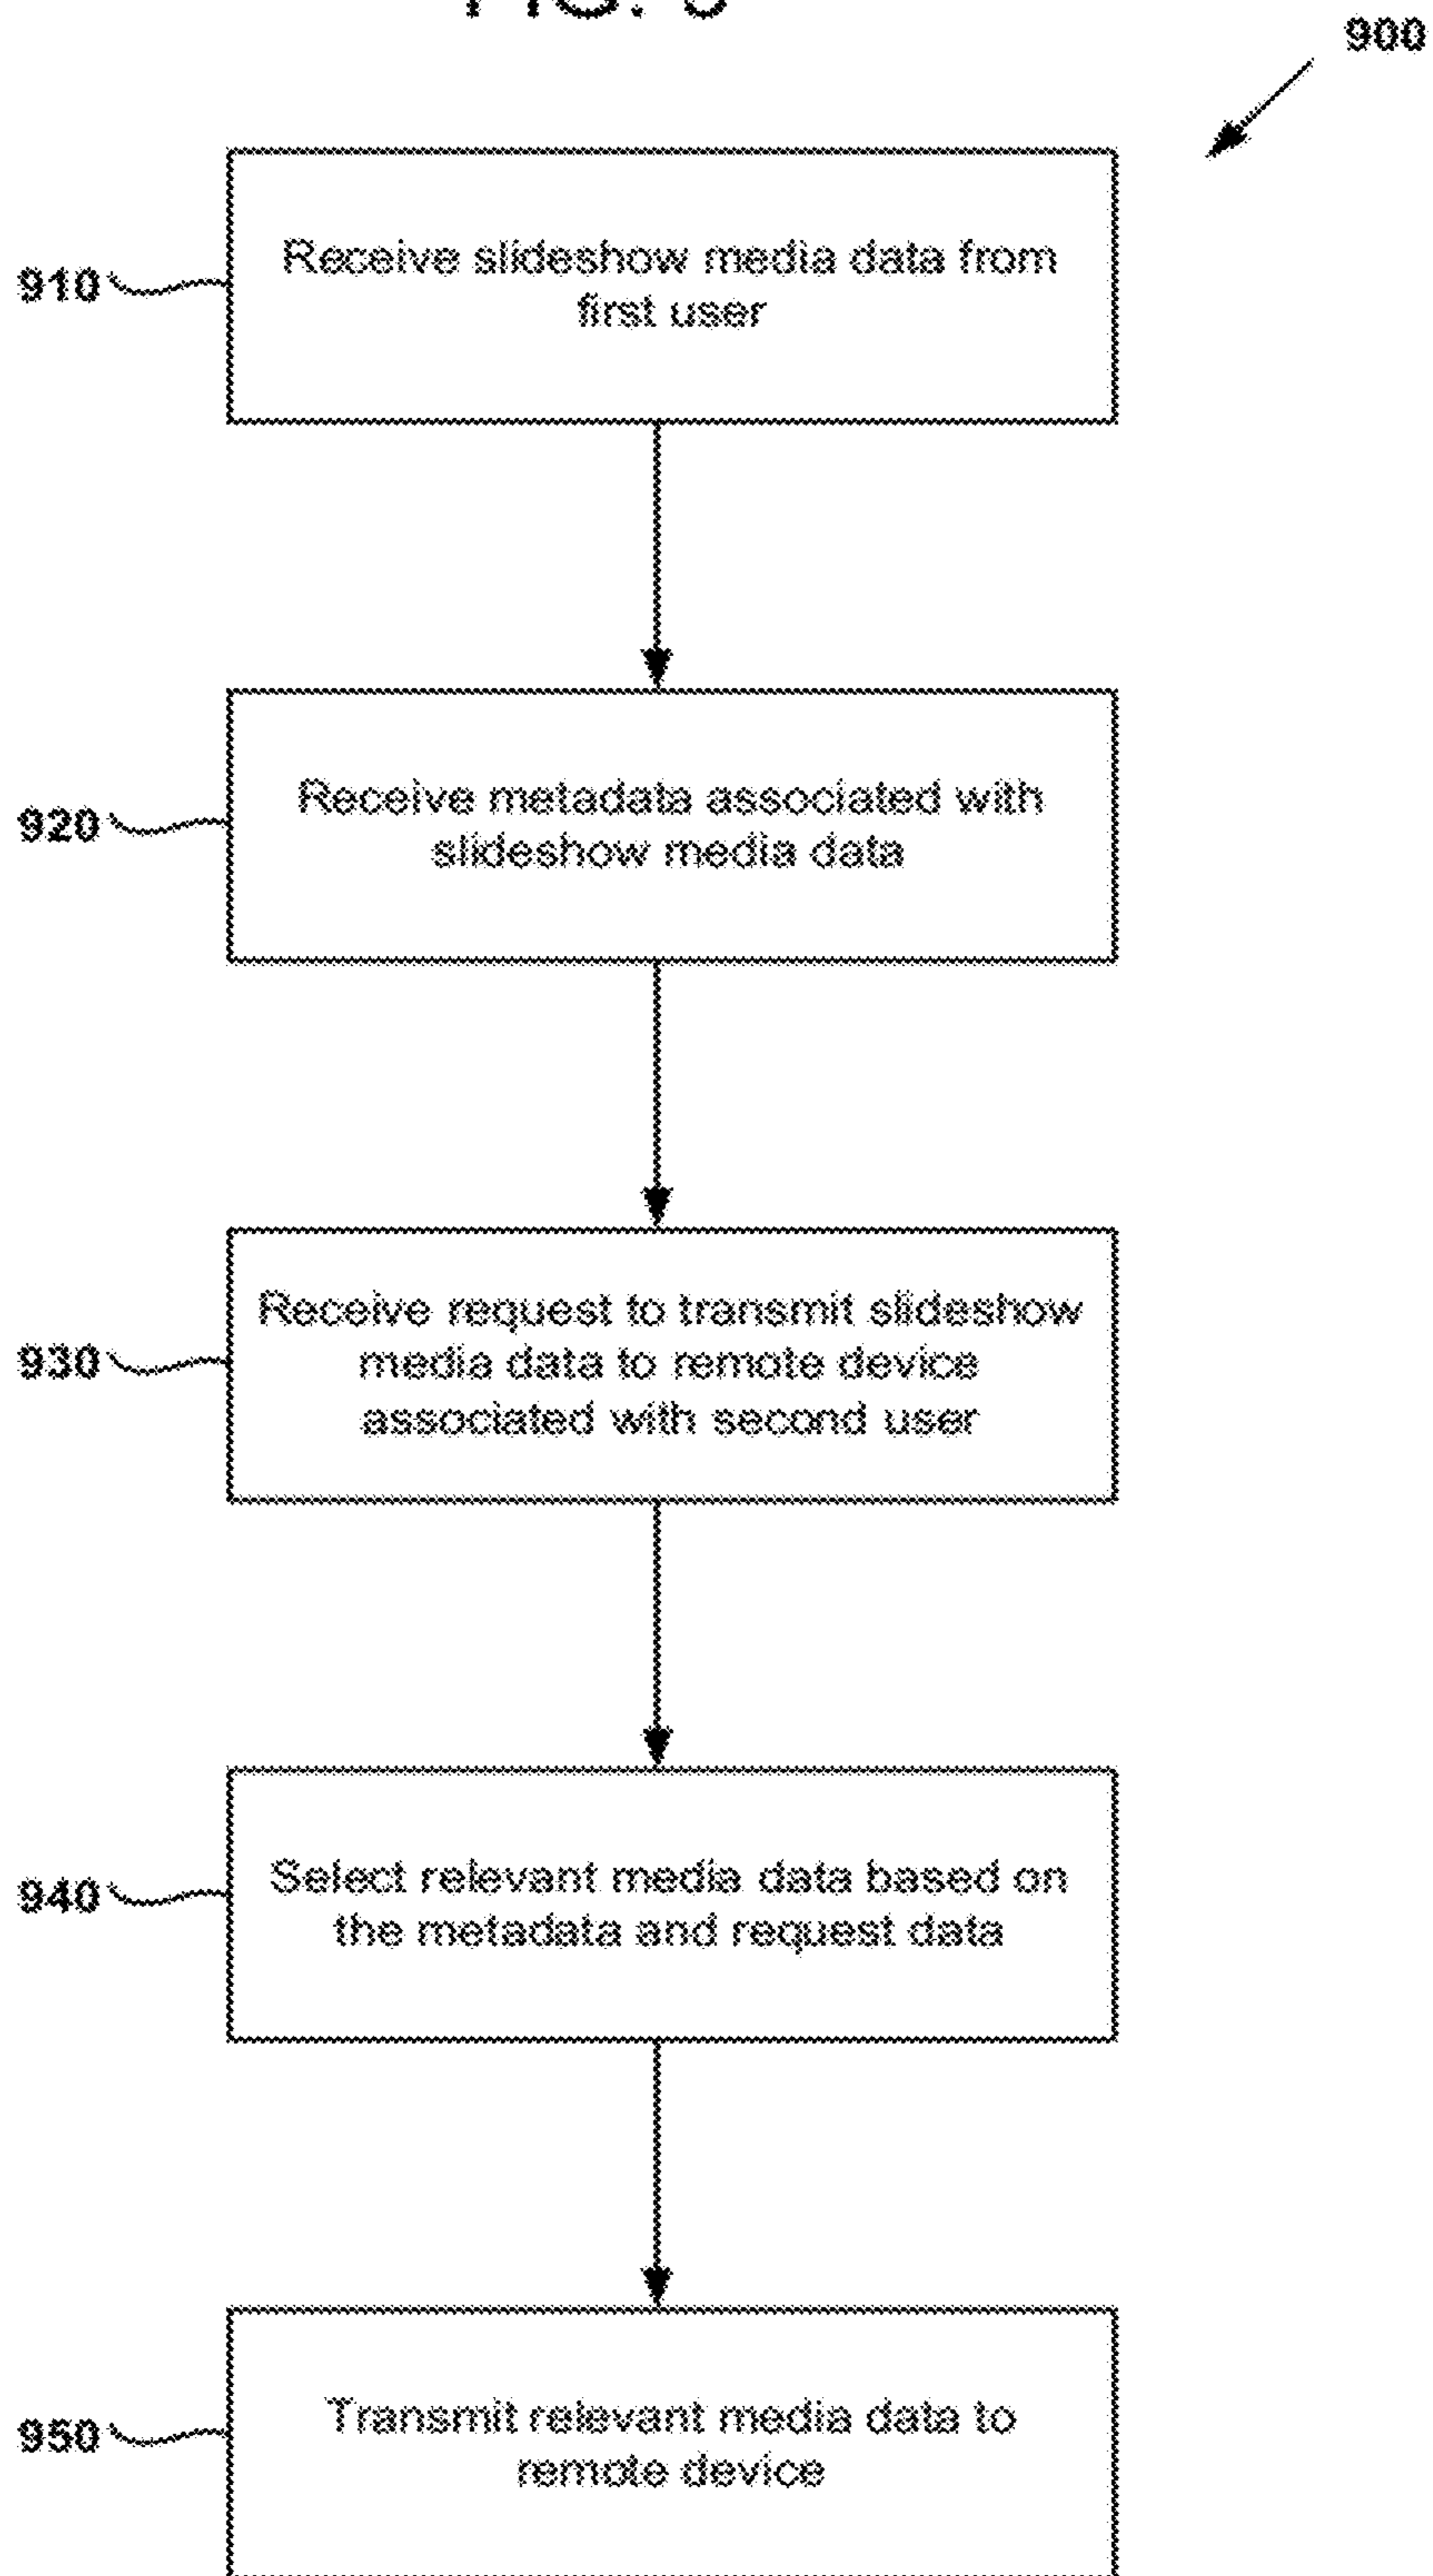 FIG.
900
910
Receive slideshow media data from
first user
920
Receive metadata associated with
slideshow media data
930
Receive request to transmit slideshow
media data to remote device
associated with second user
940
Select relevant media data based on
the metadata and request data
950
Transmit relevant media data to
remote device